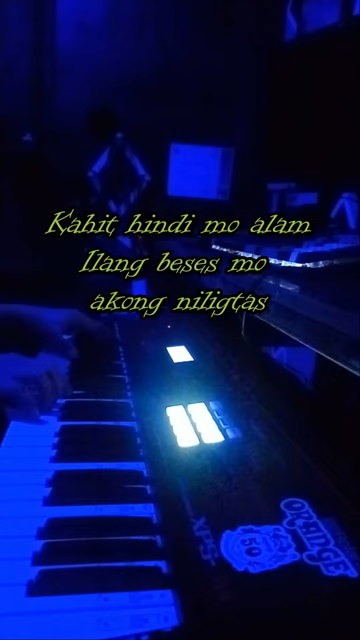 Kahit hindi mo alam
Ilang beses mo
akong niligtas
XPS-